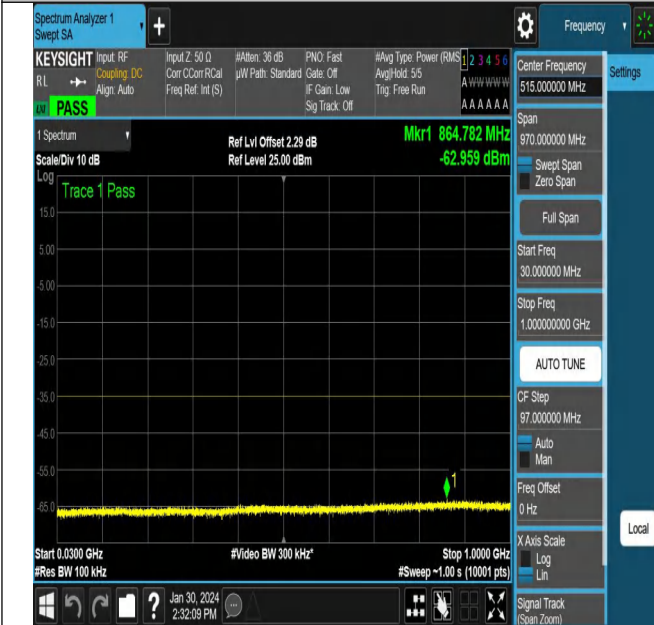 Spectrum Analyzer 1
Swept SA
+
Frequency
KEYSIGHT
RL
PASS
Input: RF
Coupling: DC
Align: Auto
Input Z: 50 Ω
Corr CCorr RCal
Freq Ref: Int (S)
#Atten: 36 dB
µW Path: Standard
PNO: Fast
Gate: Off
IF Gain: Low
Sig Track: Off
#Avg Type: Power (RMS
Avg|Hold: 5/5
Trig: Free Run
1 2 3 4 5 6
A W W W W W
A A A A A A
1 Spectrum
Scale/Div 10 dB
Ref Lvl Offset 2.29 dB
Ref Level 25.00 dBm
Mkr1 864.782 MHz
-62.959 dBm
Log
Trace 1 Pass
15.0
5.00
-5.00
-15.0
-25.0
-35.0
-45.0
-55.0
-65.0
1
Start 0.0300 GHz
#Res BW 100 kHz
#Video BW 300 kHz*
Stop 1.0000 GHz
#Sweep ~1.00 s (10001 pts)
Jan 30, 2024
2:32:09 PM
Center Frequency
515.000000 MHz
Settings
Span
970.000000 MHz
Swept Span
Zero Span
Full Span
Start Freq
30.000000 MHz
Stop Freq
1.000000000 GHz
AUTO TUNE
CF Step
97.000000 MHz
Auto
Man
Freq Offset
0 Hz
X Axis Scale
Log
Lin
Local
Signal Track
(Span Zoom)